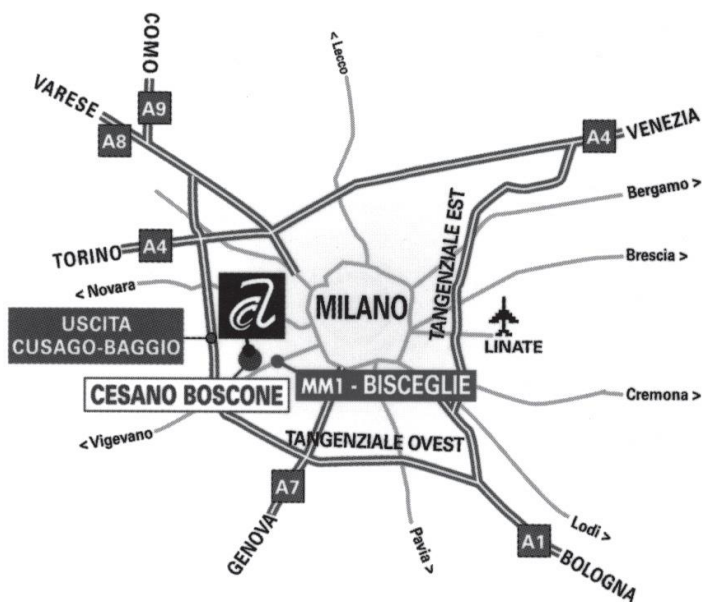 COMO
< Lecco
VARESE
A9
A8
A4
VENEZIA
Bergamo >
TANGENZIALE EST
TORINO
A4
Brescia >
< Novara
MILANO
USCITA
CUSAGO-BAGGIO
LINATE
CESANO BOSCONE
MM1 - BISCEGLIE
Cremona >
< Vigevano
TANGENZIALE OVEST
A7
GENOVA
Pavia >
Lodi >
A1
BOLOGNA